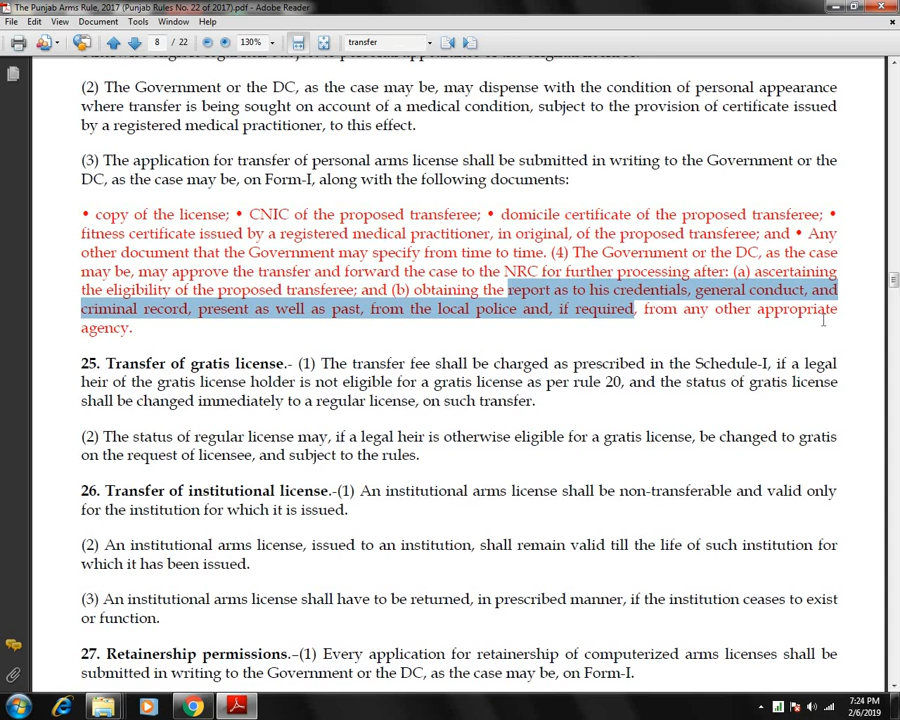 The Punjab Arms Rule, 2017 (Punjab Rules No. 22 of 2017).pdf - Adobe Reader
File Edit View Document Tools Window Help
8 / 22 130% transfer
(2) The Government or the DC, as the case may be, may dispense with the condition of personal appearance
where transfer is being sought on account of a medical condition, subject to the provision of certificate issued
by a registered medical practitioner, to this effect.
(3) The application for transfer of personal arms license shall be submitted in writing to the Government or the
DC, as the case may be, on Form-I, along with the following documents:
• copy of the license; • CNIC of the proposed transferee; • domicile certificate of the proposed transferee; •
fitness certificate issued by a registered medical practitioner, in original, of the proposed transferee; and • Any
other document that the Government may specify from time to time. (4) The Government or the DC, as the case
may be, may approve the transfer and forward the case to the NRC for further processing after: (a) ascertaining
the eligibility of the proposed transferee; and (b) obtaining the report as to his credentials, general conduct, and
criminal record, present as well as past, from the local police and, if required, from any other appropriate
agency.
25. Transfer of gratis license.- (1) The transfer fee shall be charged as prescribed in the Schedule-I, if a legal
heir of the gratis license holder is not eligible for a gratis license as per rule 20, and the status of gratis license
shall be changed immediately to a regular license, on such transfer.
(2) The status of regular license may, if a legal heir is otherwise eligible for a gratis license, be changed to gratis
on the request of licensee, and subject to the rules.
26. Transfer of institutional license.-(1) An institutional arms license shall be non-transferable and valid only
for the institution for which it is issued.
(2) An institutional arms license, issued to an institution, shall remain valid till the life of such institution for
which it has been issued.
(3) An institutional arms license shall have to be returned, in prescribed manner, if the institution ceases to exist
or function.
27. Retainership permissions.–(1) Every application for retainership of computerized arms licenses shall be
submitted in writing to the Government or the DC, as the case may be, on Form-I.
7:24 PM
2/6/2019